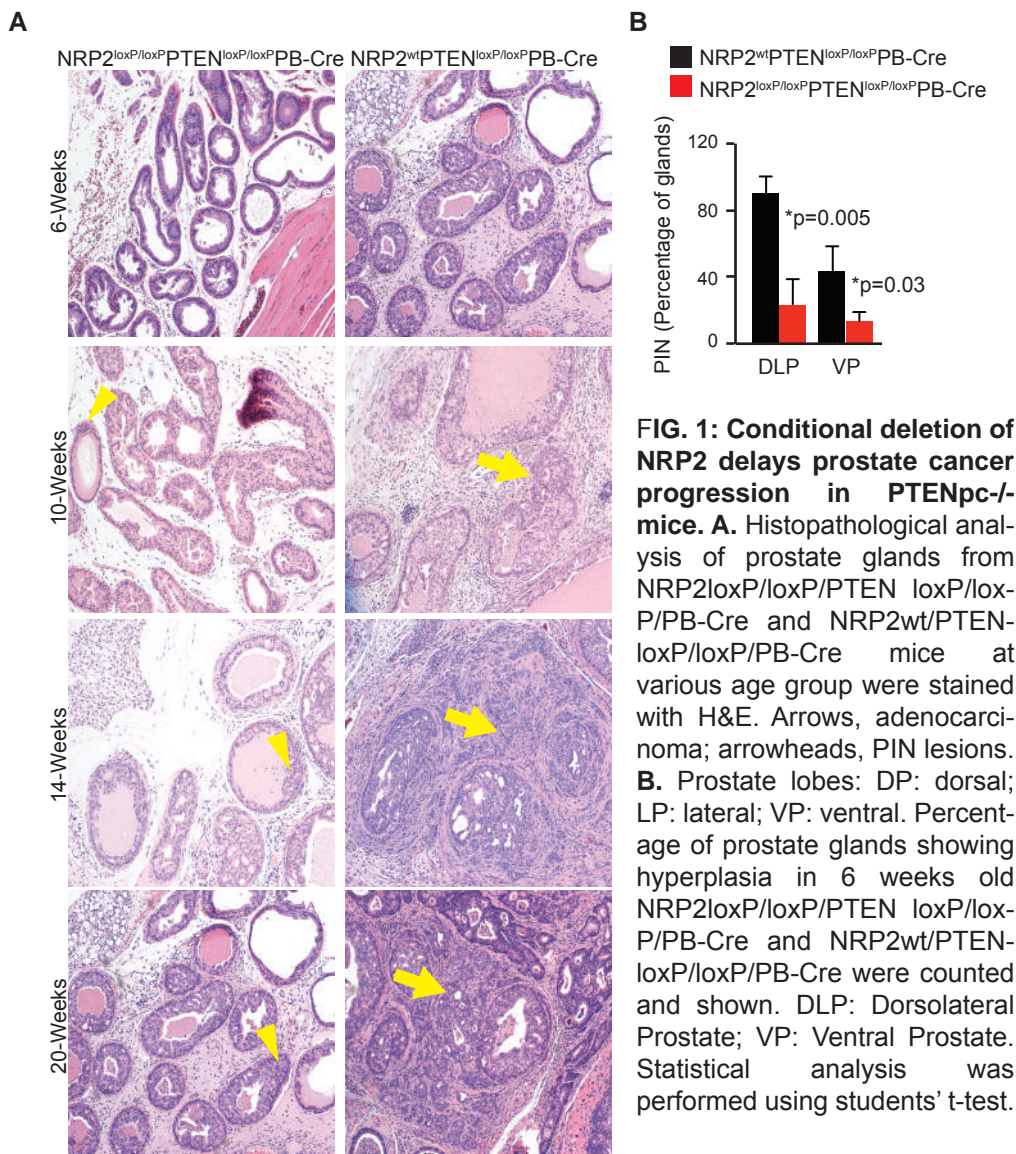 A
NRP2loxP/loxPPTENloxP/loxPPB-Cre
NRP2wtPTENloxP/loxPPB-Cre
6-Weeks
10-Weeks
14-Weeks
20-Weeks
B
NRP2wtPTENloxP/loxPPB-Cre
NRP2loxP/loxPPTENloxP/loxPPB-Cre
PIN (Percentage of glands)
120
80
40
0
*p=0.005
*p=0.03
DLP
VP
FIG. 1: Conditional deletion of
NRP2 delays prostate cancer
progression in PTENpc-/-
mice. A. Histopathological anal-
ysis of prostate glands from
NRP2loxP/loxP/PTEN loxP/lox-
P/PB-Cre and NRP2wt/PTEN-
loxP/loxP/PB-Cre mice at
various age group were stained
with H&E. Arrows, adenocarci-
noma; arrowheads, PIN lesions.
B. Prostate lobes: DP: dorsal;
LP: lateral; VP: ventral. Percent-
age of prostate glands showing
hyperplasia in 6 weeks old
NRP2loxP/loxP/PTEN loxP/lox-
P/PB-Cre and NRP2wt/PTEN-
loxP/loxP/PB-Cre were counted
and shown. DLP: Dorsolateral
Prostate; VP: Ventral Prostate.
Statistical analysis was
performed using students’ t-test.